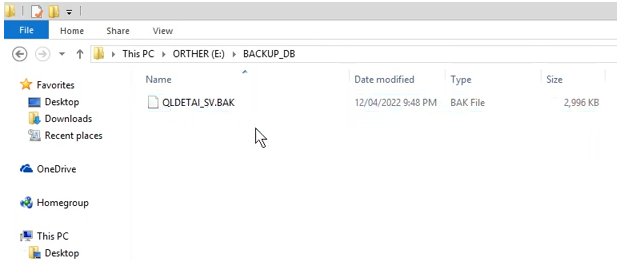 File Home Share View
This PC ORTHER (E:) BACKUP_DB
Name Date modified Type Size
Favorites
QLDETAI_SV.BAK 12/04/2022 9:48 PM BAK File 2,996 KB
Desktop
Downloads
Recent places
OneDrive
Homegroup
This PC
Desktop